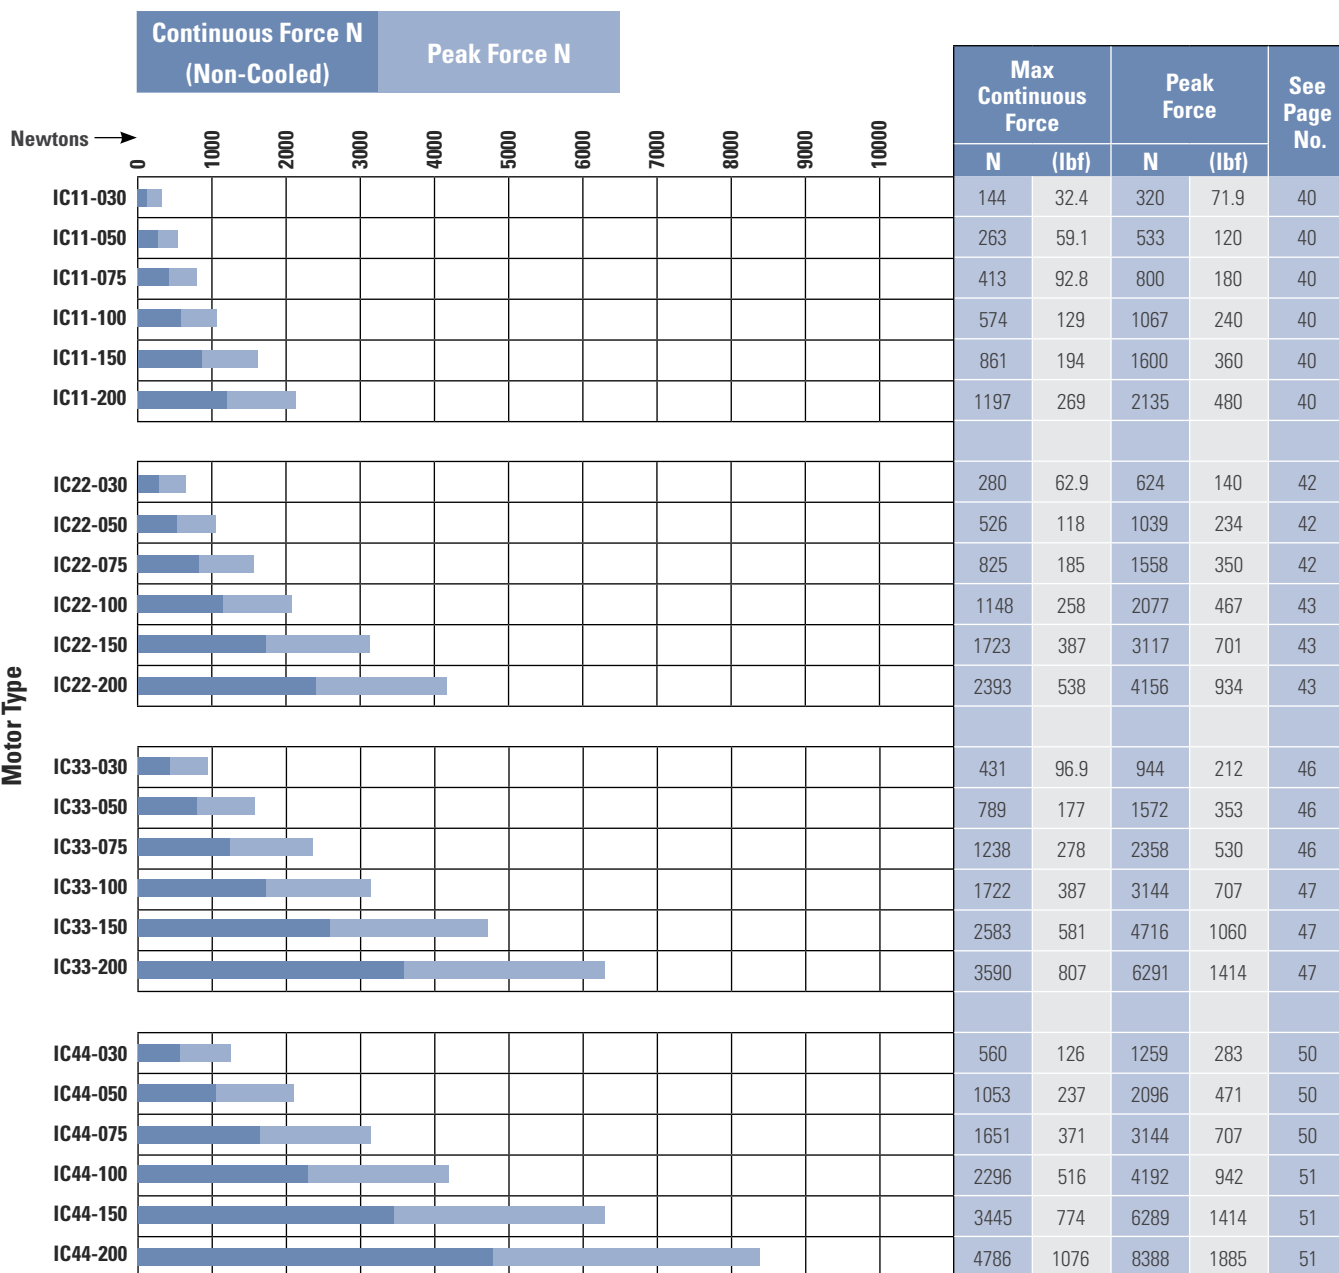 Continuous Force N
(Non-Cooled)
Peak Force N
Max
Continuous
Force
Peak
Force
See
Page
No.
N (lbf) N (lbf)
Newtons
0 1000 2000 3000 4000 5000 6000 7000 8000 9000 10000
Motor Type
IC11-030 144 32.4 320 71.9 40
IC11-050 263 59.1 533 120 40
IC11-075 413 92.8 800 180 40
IC11-100 574 129 1067 240 40
IC11-150 861 194 1600 360 40
IC11-200 1197 269 2135 480 40
IC22-030 280 62.9 624 140 42
IC22-050 526 118 1039 234 42
IC22-075 825 185 1558 350 42
IC22-100 1148 258 2077 467 43
IC22-150 1723 387 3117 701 43
IC22-200 2393 538 4156 934 43
IC33-030 431 96.9 944 212 46
IC33-050 789 177 1572 353 46
IC33-075 1238 278 2358 530 46
IC33-100 1722 387 3144 707 47
IC33-150 2583 581 4716 1060 47
IC33-200 3590 807 6291 1414 47
IC44-030 560 126 1259 283 50
IC44-050 1053 237 2096 471 50
IC44-075 1651 371 3144 707 50
IC44-100 2296 516 4192 942 51
IC44-150 3445 774 6289 1414 51
IC44-200 4786 1076 8388 1885 51